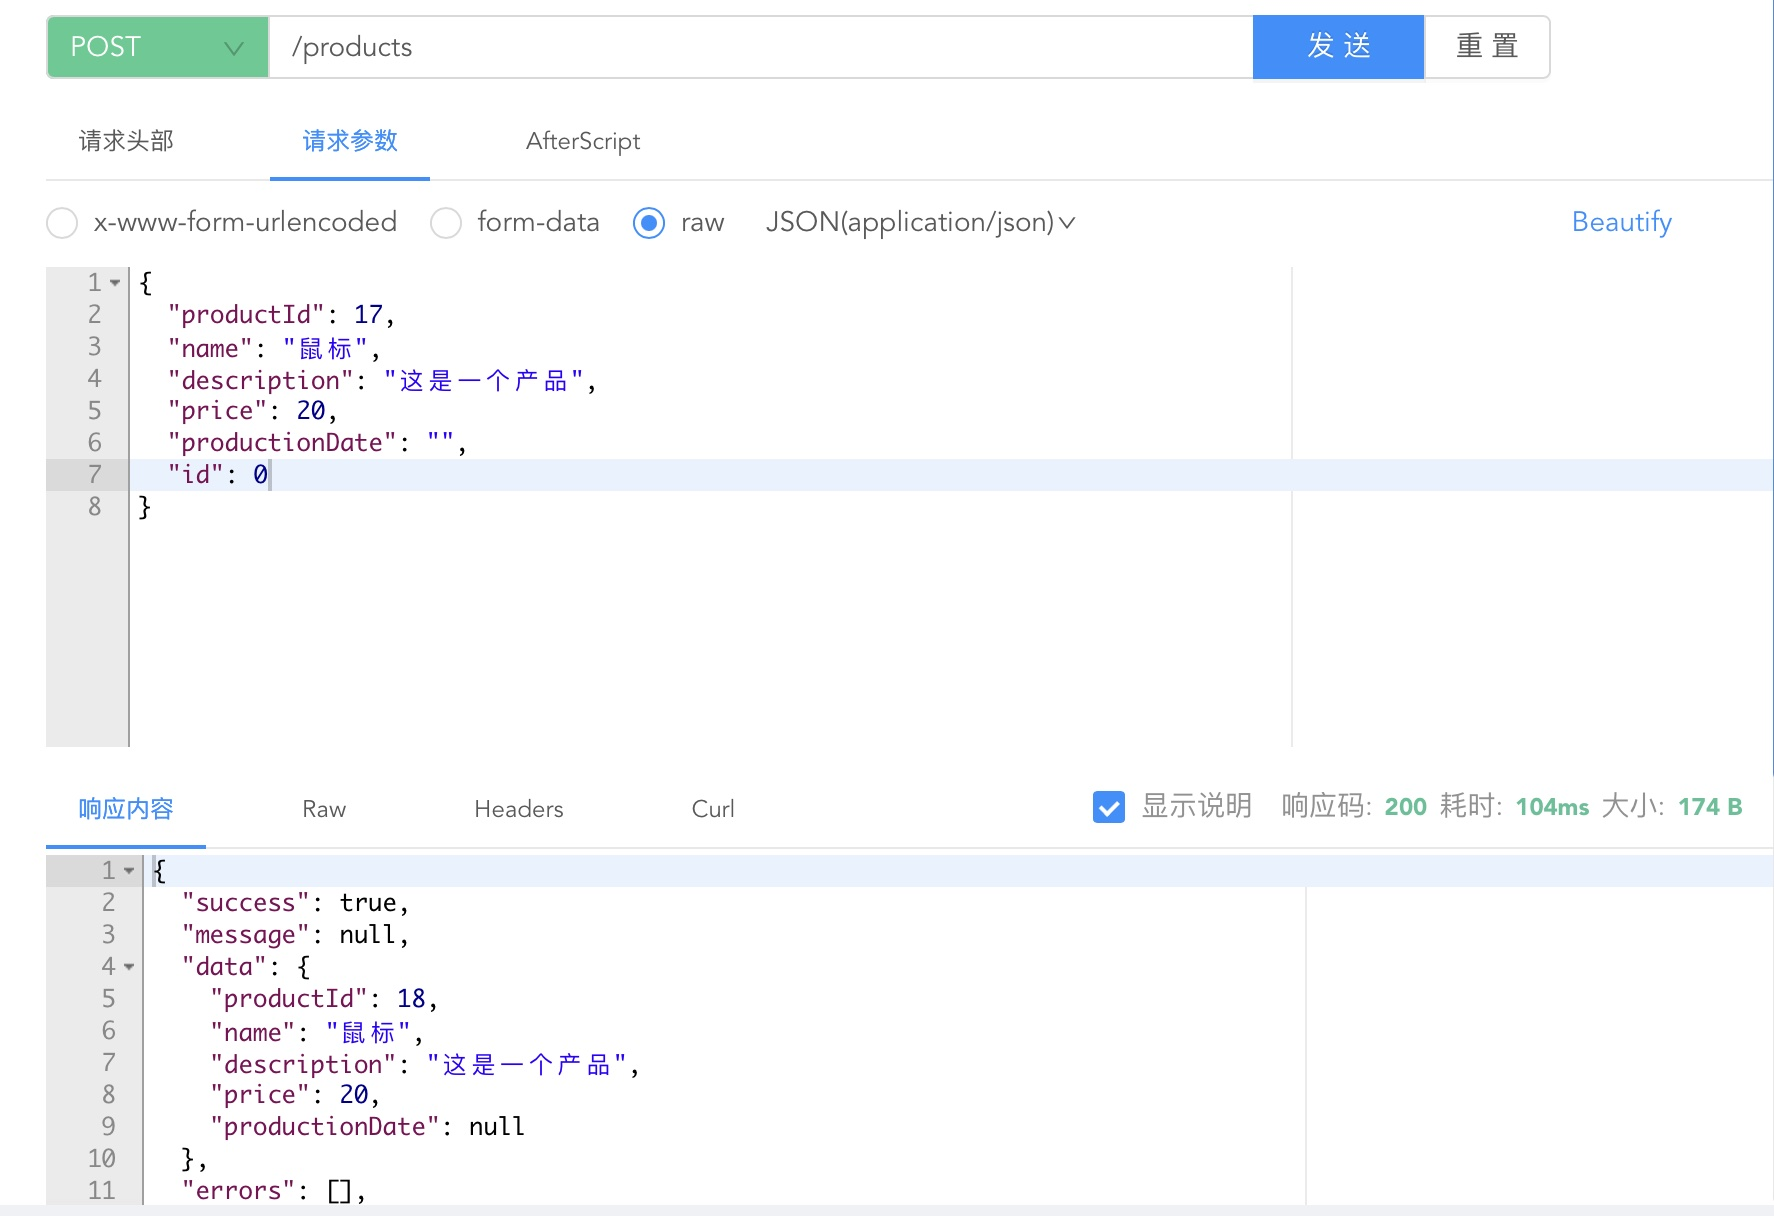 POST /products 发 送 重 置
请求头部 请求参数 AfterScript
x-www-form-urlencoded form-data raw JSON(application/json) Beautify
1 {
2 "productId": 17,
3 "name": "鼠标",
4 "description": "这是一个产品",
5 "price": 20,
6 "productionDate": "",
7 "id": 0
8 }
响应内容 Raw Headers Curl 显示说明 响应码: 200 耗时: 104ms 大小: 174 B
1 {
2 "success": true,
3 "message": null,
4 "data": {
5 "productId": 18,
6 "name": "鼠标",
7 "description": "这是一个产品",
8 "price": 20,
9 "productionDate": null
10 },
11 "errors": [],